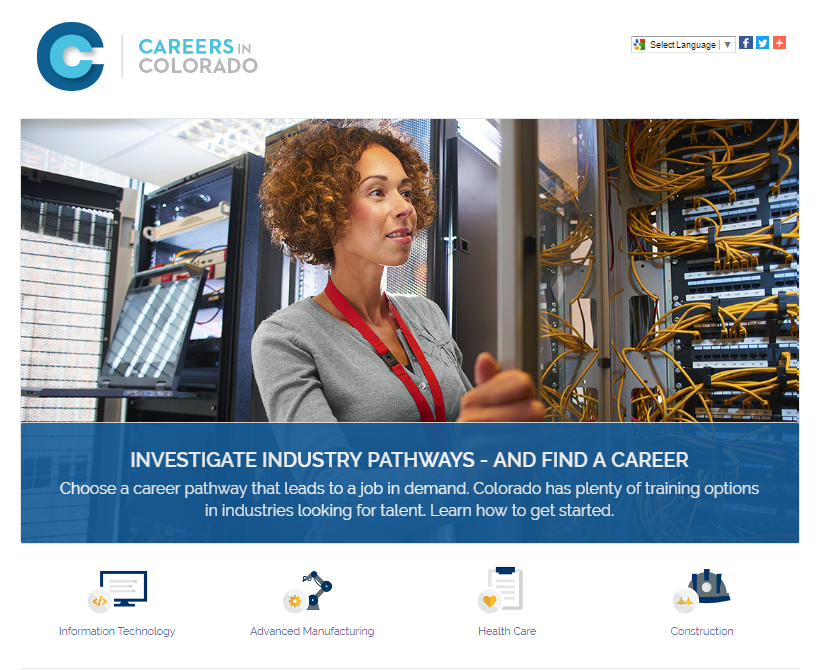 CAREERS IN
COLORADO
Select Language
INVESTIGATE INDUSTRY PATHWAYS - AND FIND A CAREER
Choose a career pathway that leads to a job in demand. Colorado has plenty of training options
in industries looking for talent. Learn how to get started.
Information Technology
Advanced Manufacturing
Health Care
Construction